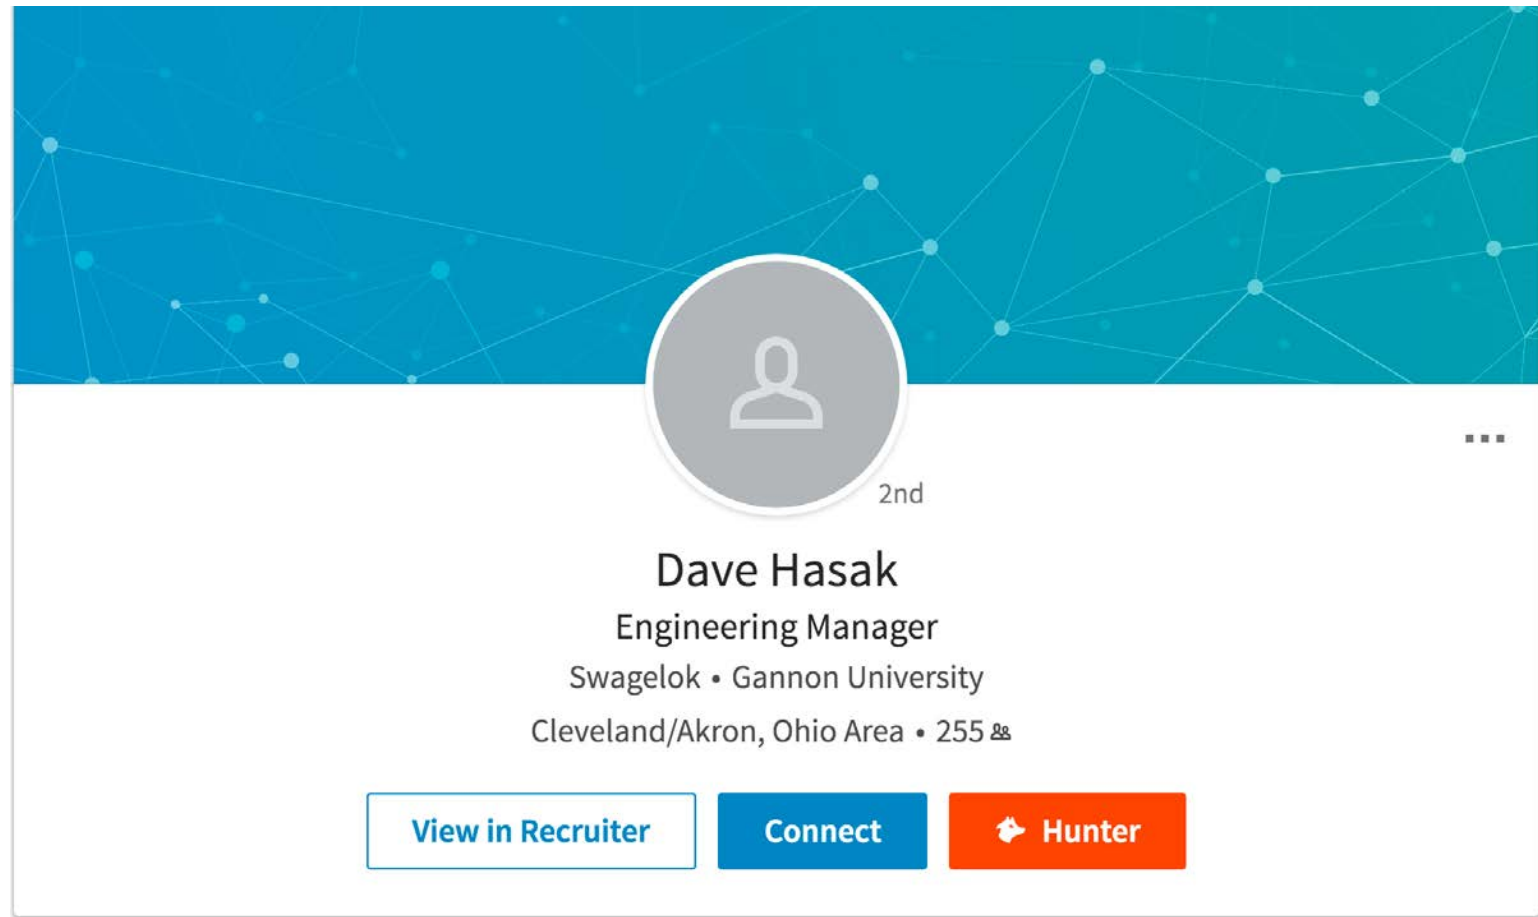 2nd
Dave Hasak
Engineering Manager
Swagelok • Gannon University
Cleveland/Akron, Ohio Area • 255
View in Recruiter
Connect
Hunter